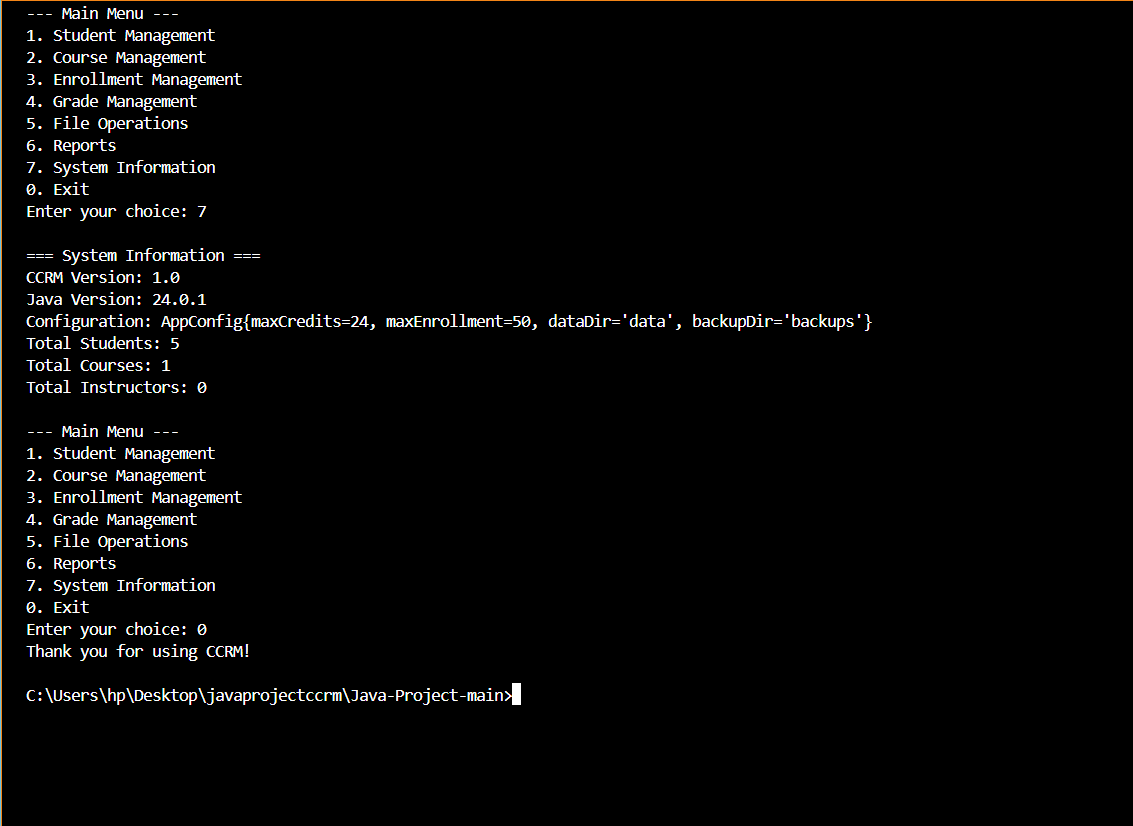 --- Main Menu ---
1. Student Management
2. Course Management
3. Enrollment Management
4. Grade Management
5. File Operations
6. Reports
7. System Information
0. Exit
Enter your choice: 7
=== System Information ===
CCRM Version: 1.0
Java Version: 24.0.1
Configuration: AppConfig{maxCredits=24, maxEnrollment=50, dataDir='data', backupDir='backups'}
Total Students: 5
Total Courses: 1
Total Instructors: 0
--- Main Menu ---
1. Student Management
2. Course Management
3. Enrollment Management
4. Grade Management
5. File Operations
6. Reports
7. System Information
0. Exit
Enter your choice: 0
Thank you for using CCRM!
C:\Users\hp\Desktop\javaprojectccrm\Java-Project-main>